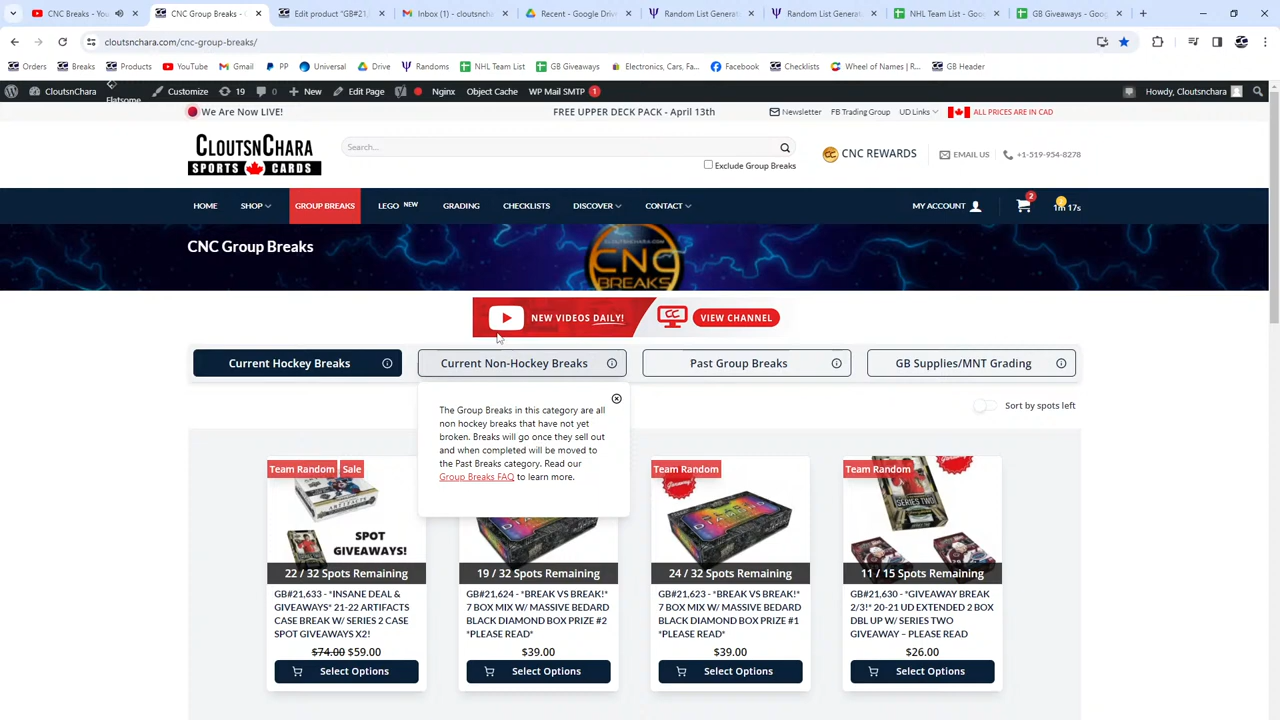 CNC Breaks - You
CNC Group Breaks - C
Edit product "GB#21,
Inbox (1) - cloutsnch
Recent - Google Driv
Random List Generat
Random List Generat
NHL Team List - Goo
GB Giveaways - Goog
cloutsnchara.com/cnc-group-breaks/
Orders
Breaks
Products
YouTube
Gmail
PP
Universal
Drive
Randoms
NHL Team List
GB Giveaways
Electronics, Cars, Fa...
Facebook
Checklists
Wheel of Names | R...
GB Header
CloutsnChara
Flatsome
Customize
19
0
New
Edit Page
Nginx
Object Cache
WP Mail SMTP 1
Howdy, Cloutsnchara
We Are Now LIVE!
FREE UPPER DECK PACK - April 13th
Newsletter
FB Trading Group
UD Links
ALL PRICES ARE IN CAD
CLOUTSNCHARA
SPORTS CARDS
Search...
Exclude Group Breaks
CNC REWARDS
EMAIL US
+1-519-954-8278
HOME
SHOP
GROUP BREAKS
LEGO NEW
GRADING
CHECKLISTS
DISCOVER
CONTACT
MY ACCOUNT
2
1m 17s
CNC Group Breaks
CLOUTSNCHARA.COM
CNC
BREAKS
NEW VIDEOS DAILY!
VIEW CHANNEL
Current Hockey Breaks
Current Non-Hockey Breaks
Past Group Breaks
GB Supplies/MNT Grading
Sort by spots left
The Group Breaks in this category are all
non hockey breaks that have not yet
broken. Breaks will go once they sell out
and when completed will be moved to
the Past Breaks category. Read our
Group Breaks FAQ to learn more.
Team Random
Sale
SPOT
GIVEAWAYS!
22 / 32 Spots Remaining
GB#21,633 - *INSANE DEAL &
GIVEAWAYS* 21-22 ARTIFACTS
CASE BREAK W/ SERIES 2 CASE
SPOT GIVEAWAYS X2!
$74.00 $59.00
Select Options
19 / 32 Spots Remaining
GB#21,624 - *BREAK VS BREAK!*
7 BOX MIX W/ MASSIVE BEDARD
BLACK DIAMOND BOX PRIZE #2
*PLEASE READ*
$39.00
Select Options
Team Random
24 / 32 Spots Remaining
GB#21,623 - *BREAK VS BREAK!*
7 BOX MIX W/ MASSIVE BEDARD
BLACK DIAMOND BOX PRIZE #1
*PLEASE READ*
$39.00
Select Options
Team Random
SERIES TWO
11 / 15 Spots Remaining
GB#21,630 - *GIVEAWAY BREAK
2/3!* 20-21 UD EXTENDED 2 BOX
DBL UP W/ SERIES TWO
GIVEAWAY – PLEASE READ
$26.00
Select Options